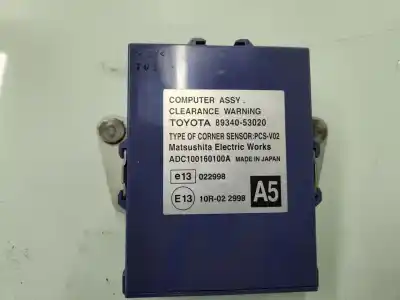 COMPUTER ASSY .
CLEARANCE WARNING
TOYOTA 89340-53020
TYPE OF CORNER SENSOR:PCS-V02
Matsushita Electric Works
ADC100160100A MADE IN JAPAN
e13 022998
E13 10R-02 2998
A5